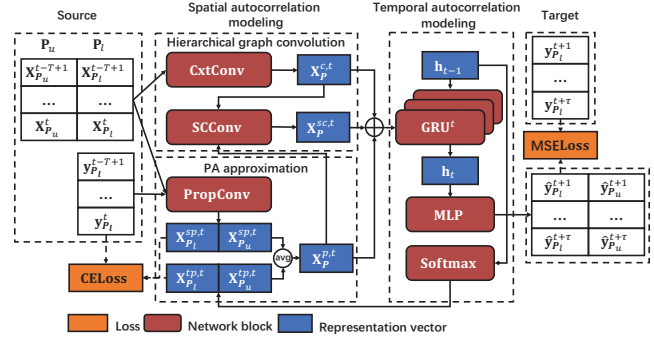 Source
Spatial autocorrelation modeling
Temporal autocorrelation modeling
Target
P_u P_l
X_{P_u}^{t-T+1} X_{P_l}^{t-T+1}
... ...
X_{P_u}^{t} X_{P_l}^{t}
y_{P_l}^{t-T+1}
...
y_{P_l}^{t}
CELoss
Hierarchical graph convolution
CxtConv
X_P^{c,t}
SCConv
X_P^{sc,t}
PA approximation
PropConv
X_{P_l}^{sp,t} X_{P_u}^{sp,t}
avg
X_P^{p,t}
X_{P_l}^{tp,t} X_{P_u}^{tp,t}
h_{t-1}
GRU^t
h_t
MLP
Softmax
y_{P_l}^{t+1}
...
y_{P_l}^{t+τ}
MSELoss
ŷ_{P_l}^{t+1} ŷ_{P_u}^{t+1}
... ...
ŷ_{P_l}^{t+τ} ŷ_{P_u}^{t+τ}
Loss
Network block
Representation vector